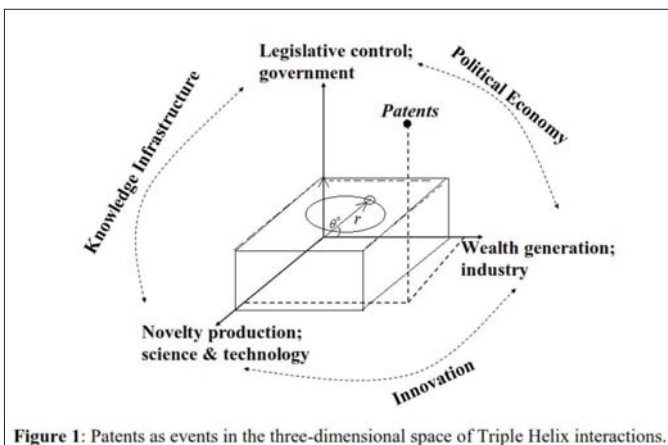 Legislative control;
government
Political Economy
Patents
Knowledge Infrastructure
θ°
r
Wealth generation;
industry
Novelty production;
science & technology
Innovation
Figure 1: Patents as events in the three-dimensional space of Triple Helix interactions.